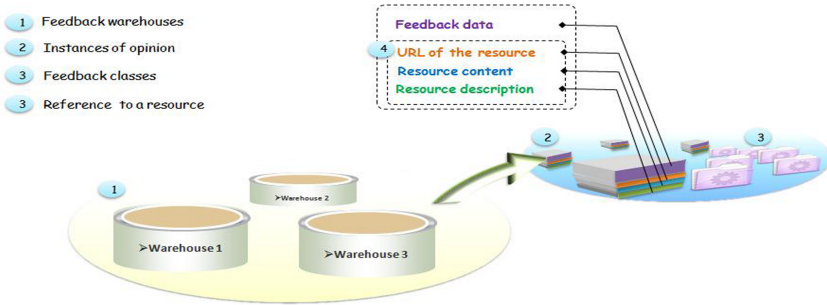 1 Feedback warehouses
2 Instances of opinion
3 Feedback classes
3 Reference to a resource
Feedback data
4 URL of the resource
Resource content
Resource description
2
3
1
➢Warehouse 2
➢Warehouse 1
➢Warehouse 3